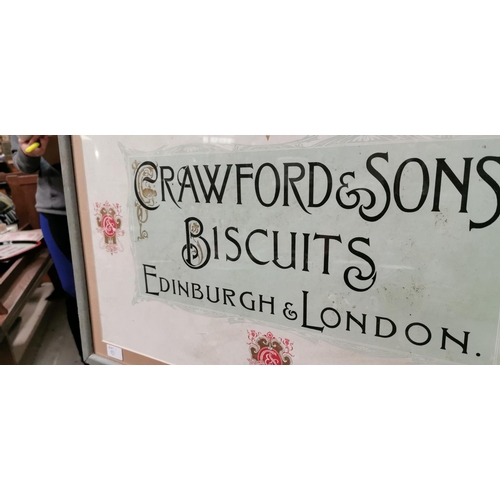 CRAWFORD & SONS
BISCUITS
EDINBURGH & LONDON.